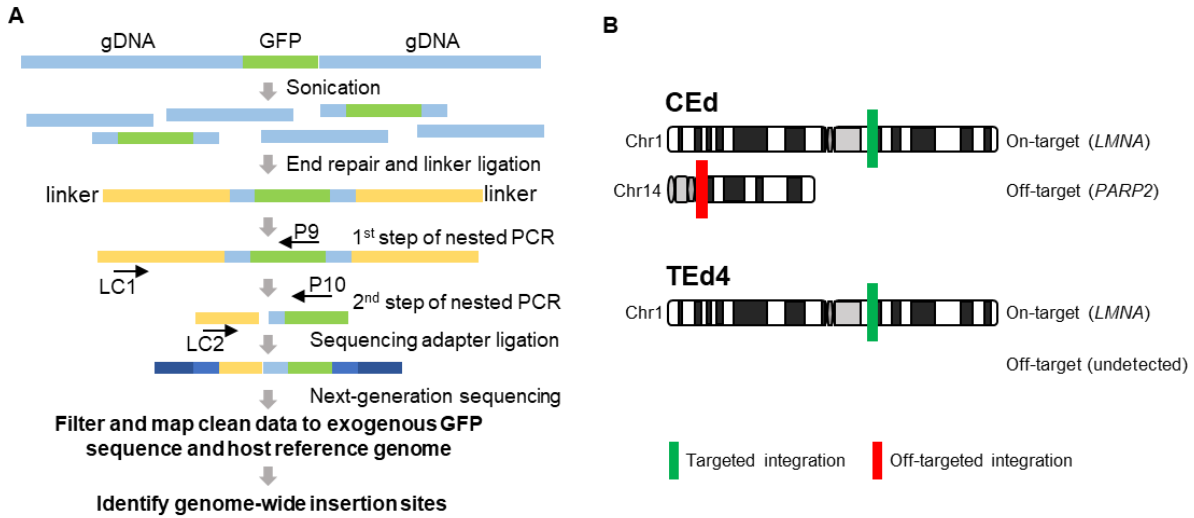 A
gDNA GFP gDNA
Sonication
End repair and linker ligation
linker linker
P9 1st step of nested PCR
LC1
P10 2nd step of nested PCR
LC2
Sequencing adapter ligation
Next-generation sequencing
Filter and map clean data to exogenous GFP
sequence and host reference genome
Identify genome-wide insertion sites
B
CEd
Chr1 On-target (LMNA)
Chr14 Off-target (PARP2)
TEd4
Chr1 On-target (LMNA)
Off-target (undetected)
Targeted integration Off-targeted integration